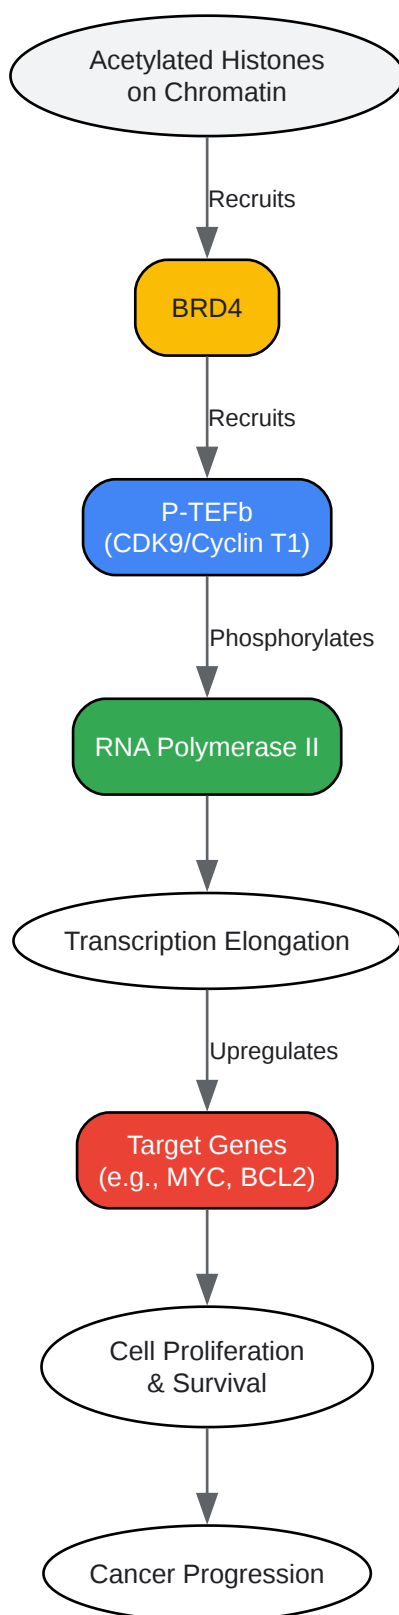 Acetylated Histones
on Chromatin
Recruits
BRD4
Recruits
P-TEFb
(CDK9/Cyclin T1)
Phosphorylates
RNA Polymerase II
Transcription Elongation
Upregulates
Target Genes
(e.g., MYC, BCL2)
Cell Proliferation
& Survival
Cancer Progression